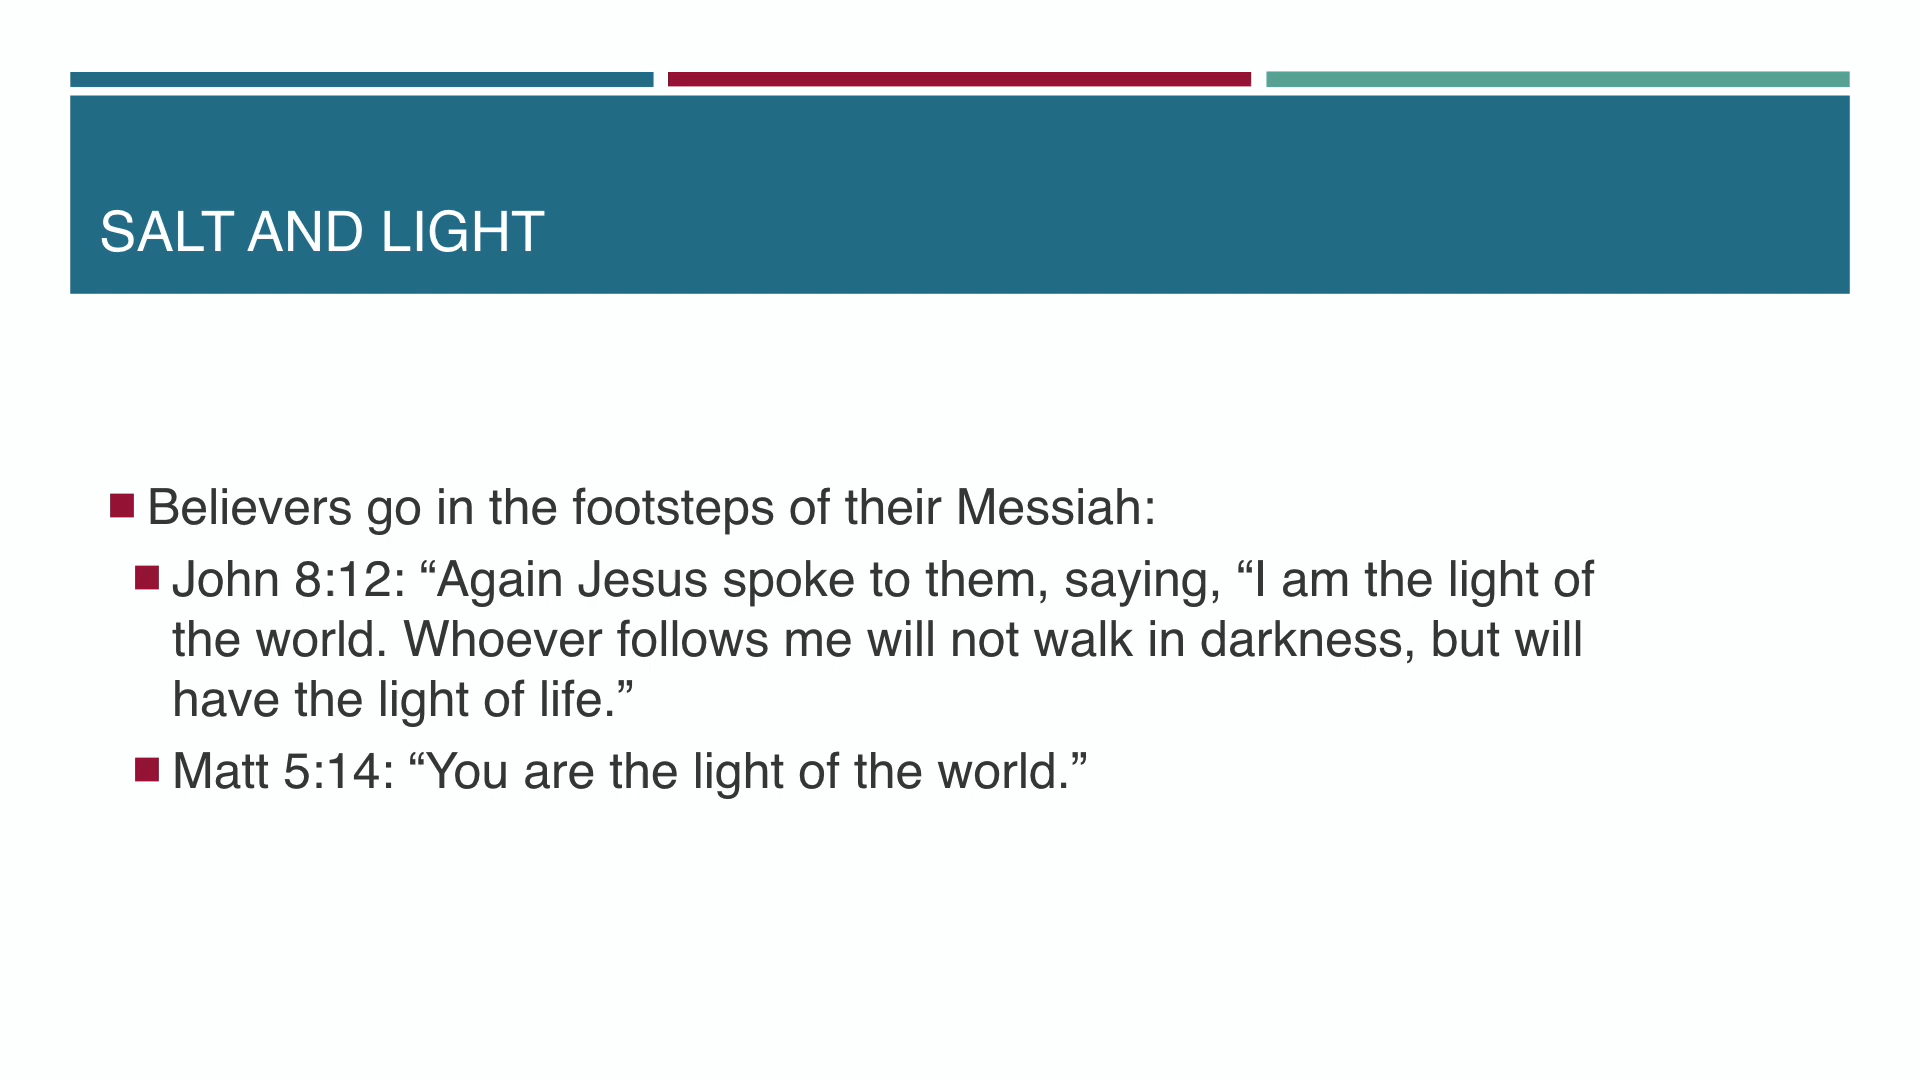 SALT AND LIGHT
Believers go in the footsteps of their Messiah:
John 8:12: “Again Jesus spoke to them, saying, “I am the light of
the world. Whoever follows me will not walk in darkness, but will
have the light of life.”
Matt 5:14: “You are the light of the world.”